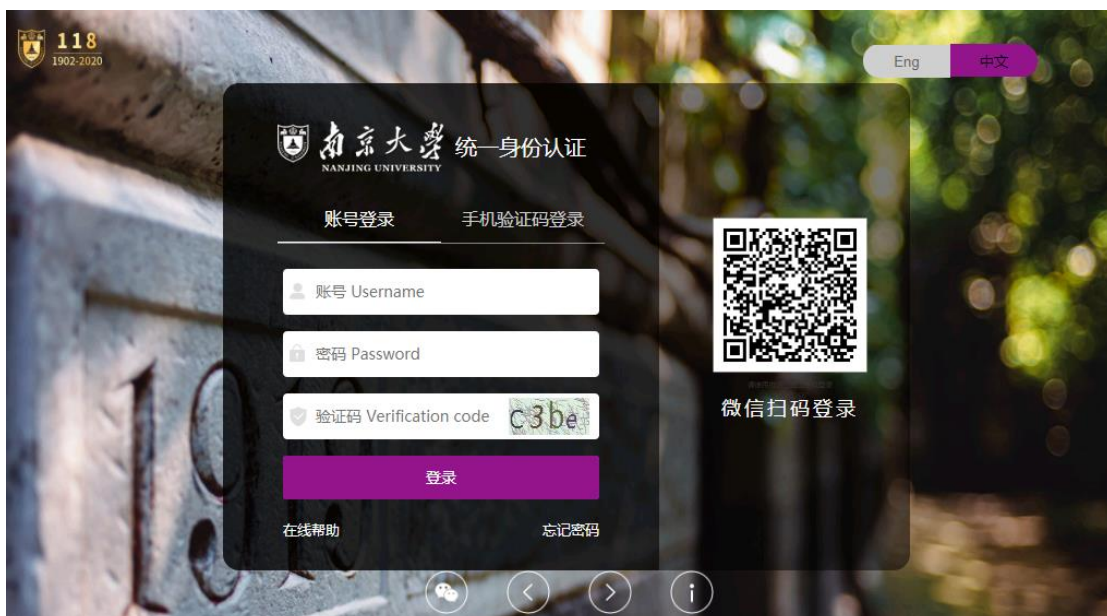 118
1902-2020
Eng 中文
南京大學 统一身份认证
NANJING UNIVERSITY
账号登录 手机验证码登录
账号 Username
密码 Password
验证码 Verification code C3be
登录
在线帮助 忘记密码
微信扫码登录
191